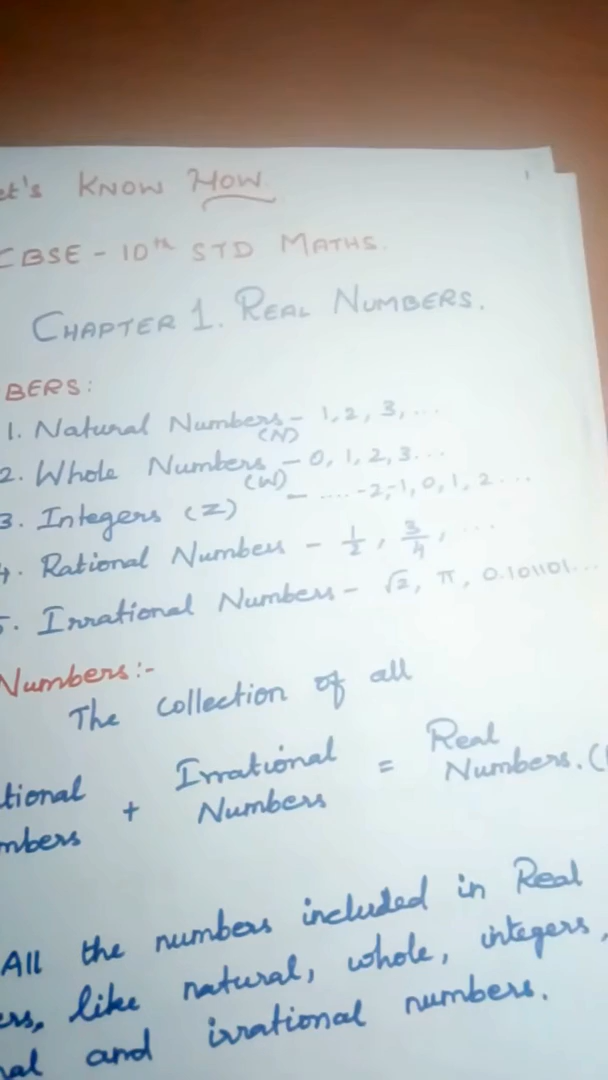 et's KNOW HOW
CBSE - 10th STD MATHS.
CHAPTER 1. REAL NUMBERS.
BERS:
1. Natural Numbers - 1, 2, 3, ...
(N)
2. Whole Numbers - 0, 1, 2, 3...
(W)
3. Integers (Z) - .... -2, -1, 0, 1, 2 ...
4. Rational Numbers - 1/2, 3/4, ...
5. Irrational Numbers - √2, π, 0.101101...
Numbers:-
The collection of all
tional + Irrational = Real
mbers Numbers Numbers. (
All the numbers included in Real
ers, like natural, whole, integers,
nal and irrational numbers.